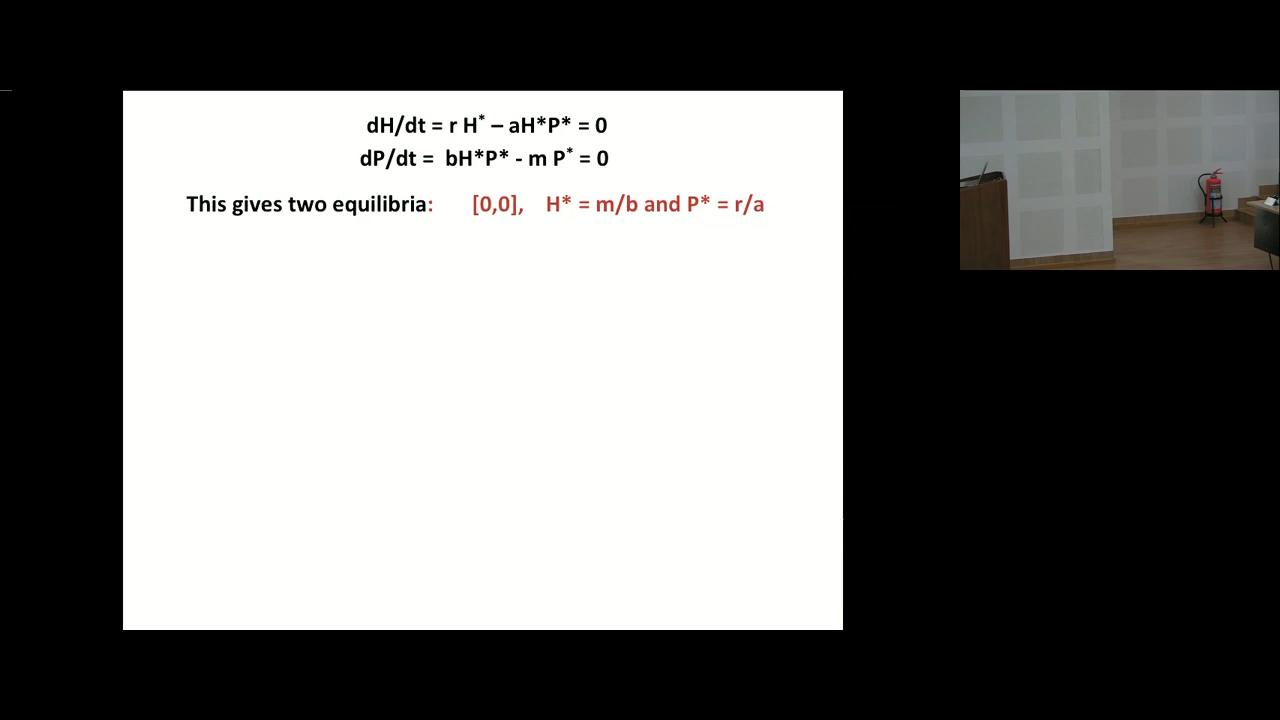 dH/dt = r H* – aH*P* = 0
dP/dt = bH*P* - m P* = 0
This gives two equilibria: [0,0], H* = m/b and P* = r/a